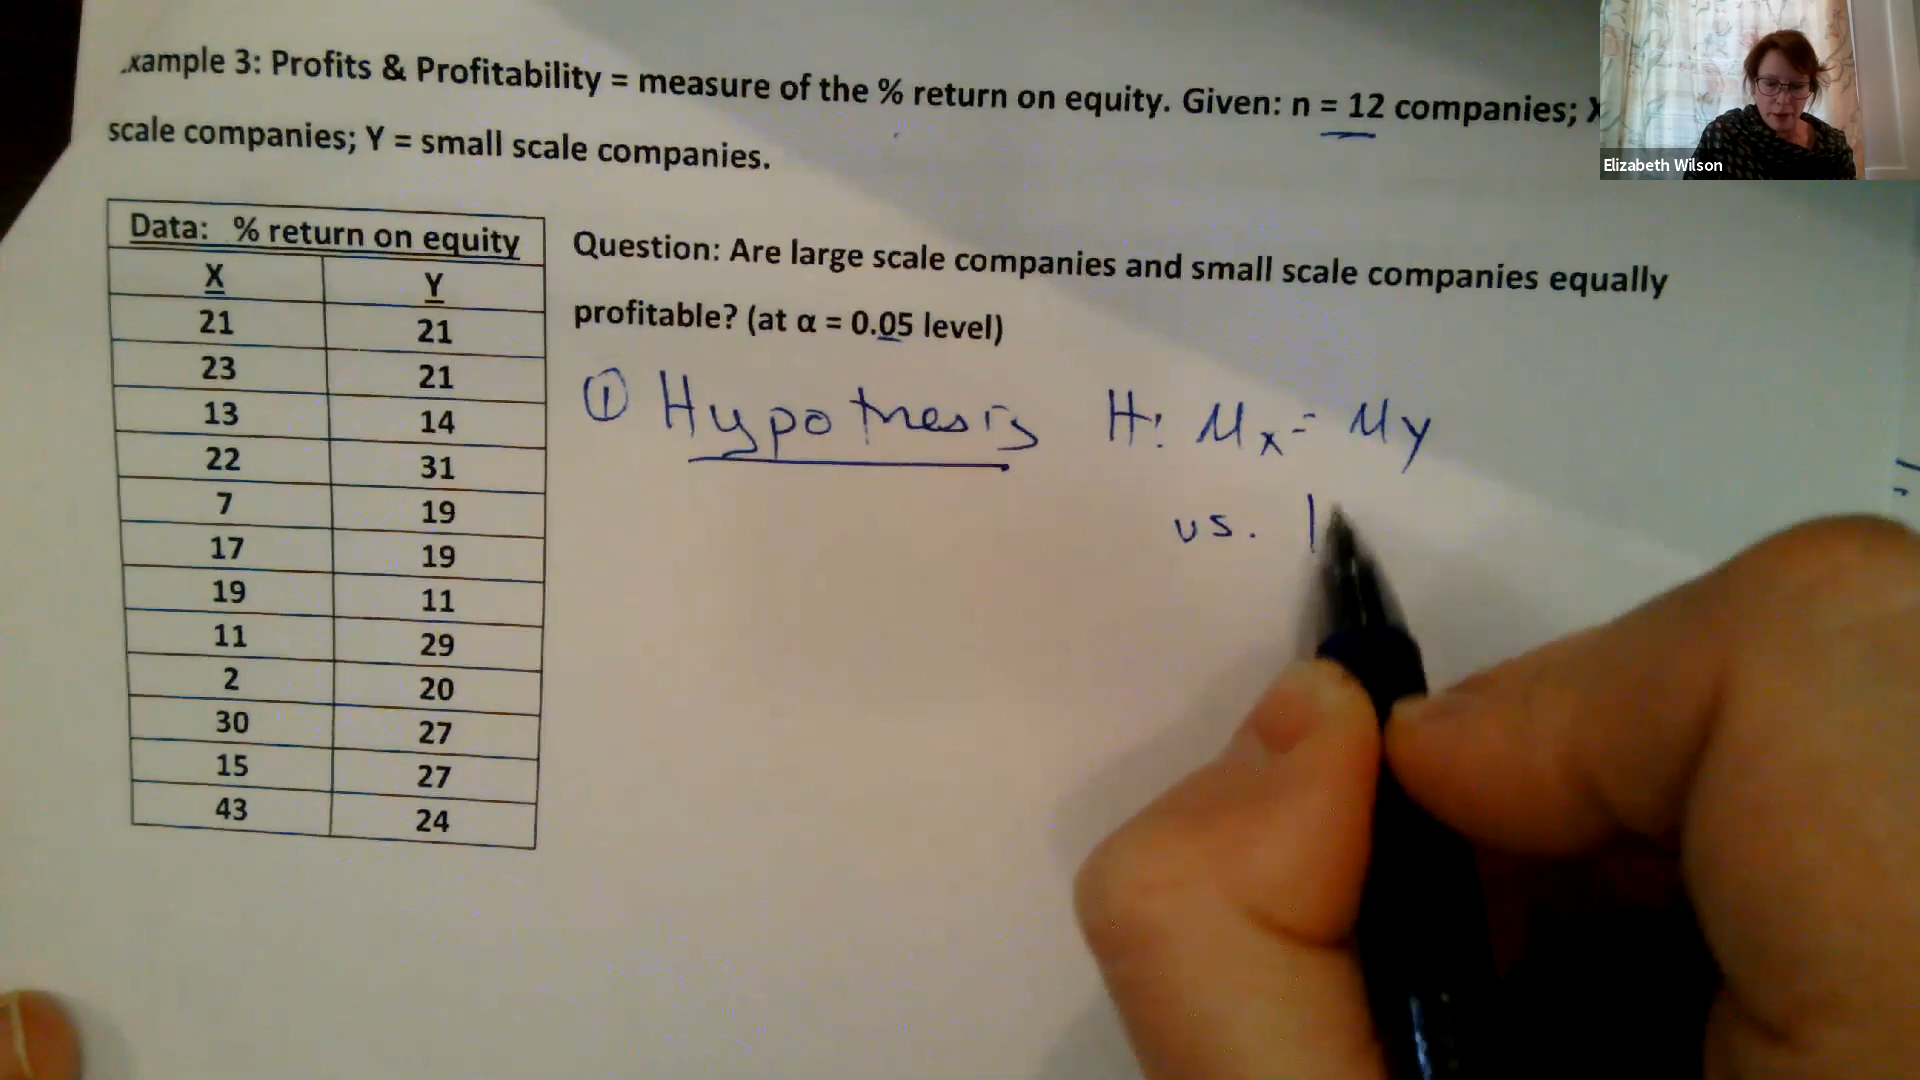 xample 3: Profits & Profitability = measure of the % return on equity. Given: n = 12 companies; X
scale companies; Y = small scale companies.
Elizabeth Wilson
Data: % return on equity
X Y
21 21
23 21
13 14
22 31
7 19
17 19
19 11
11 29
2 20
30 27
15 27
43 24
Question: Are large scale companies and small scale companies equally
profitable? (at α = 0.05 level)
① Hypothesis H: μx = μy
vs.